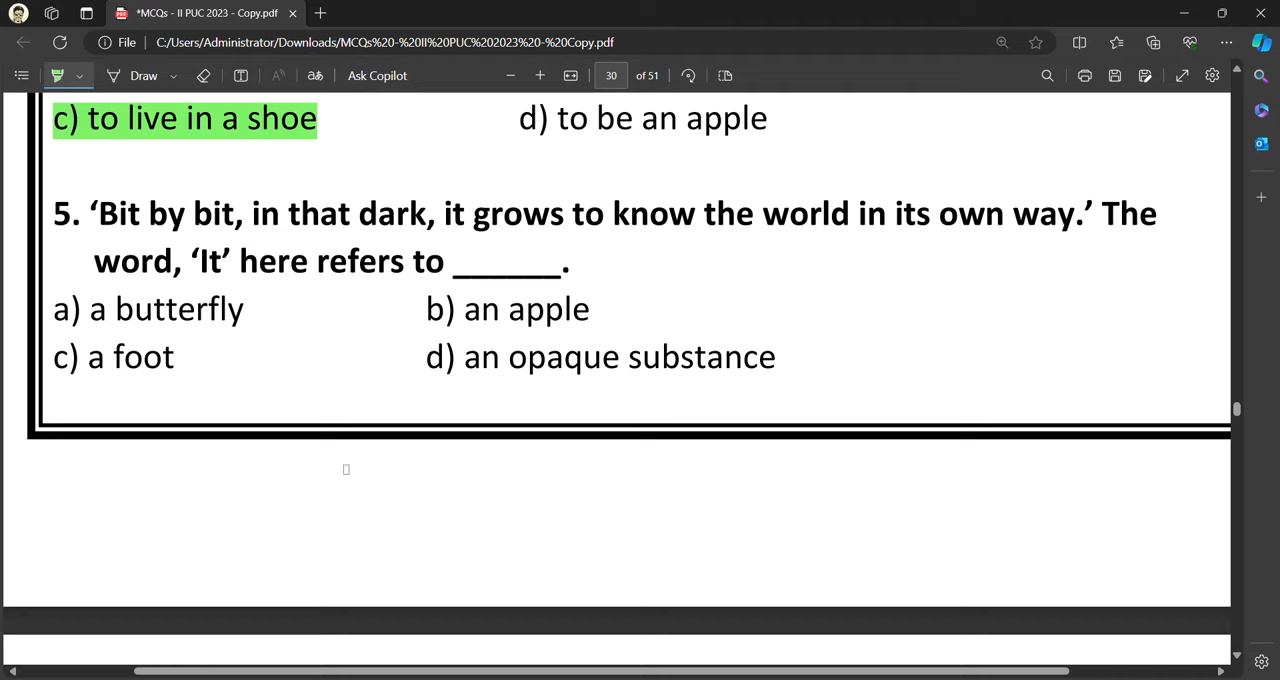 *MCQs - II PUC 2023 - Copy.pdf
File C:/Users/Administrator/Downloads/MCQs%20-%20II%20PUC%202023%20-%20Copy.pdf
Draw Ask Copilot 30 of 51
c) to live in a shoe d) to be an apple
5. ‘Bit by bit, in that dark, it grows to know the world in its own way.’ The
word, ‘It’ here refers to ______.
a) a butterfly b) an apple
c) a foot d) an opaque substance